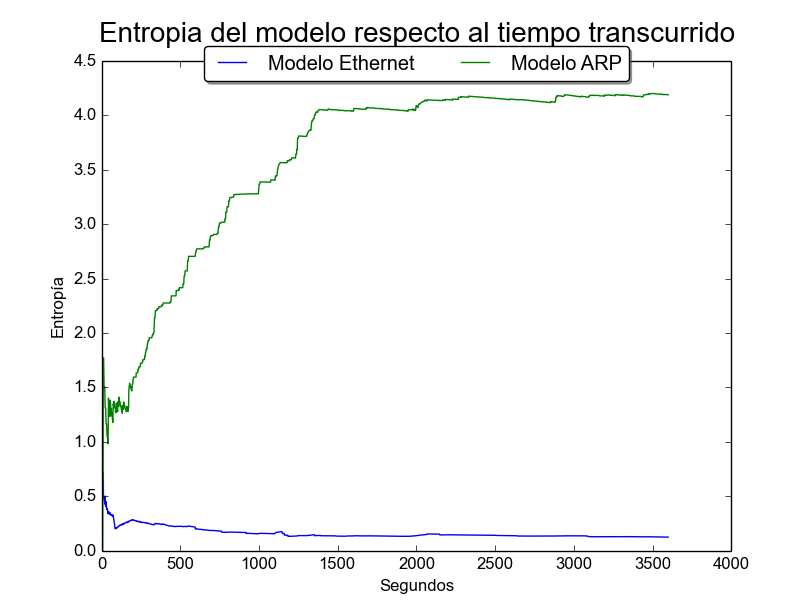 Entropia del modelo respecto al tiempo transcurrido
Modelo Ethernet Modelo ARP
4.5
4.0
3.5
3.0
2.5
2.0
1.5
1.0
0.5
0.0
Entropía
0 500 1000 1500 2000 2500 3000 3500 4000
Segundos